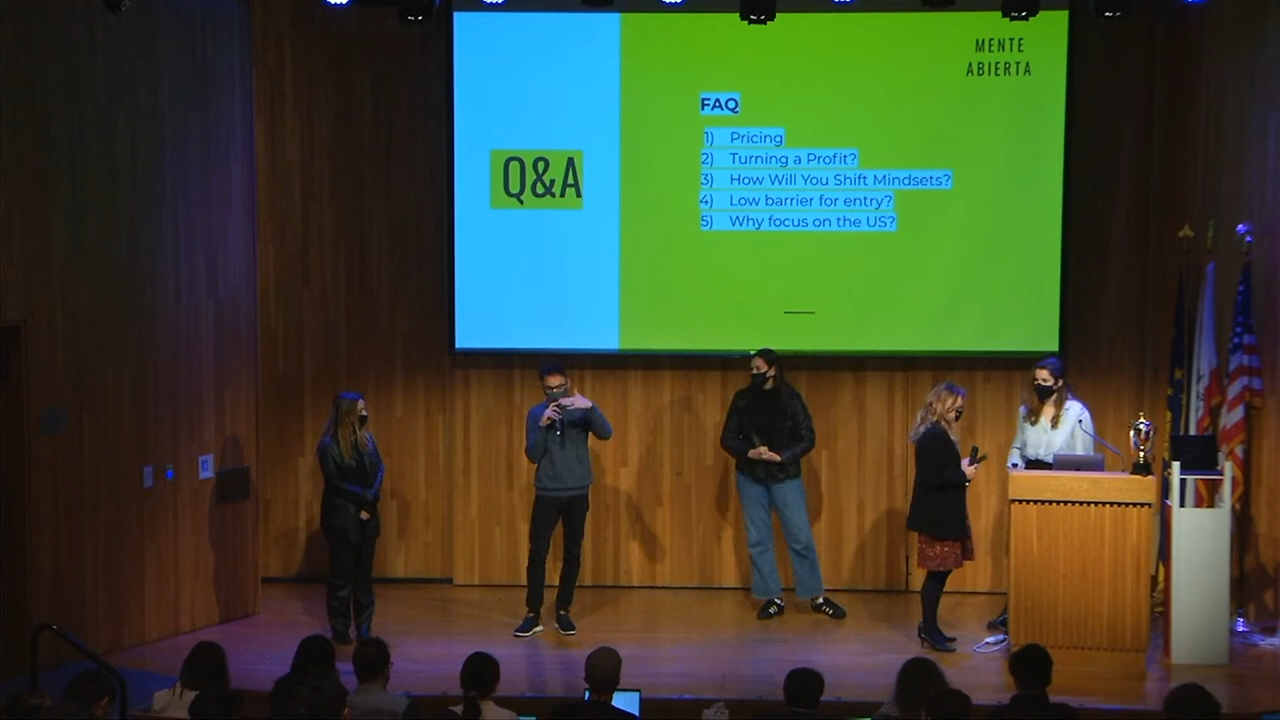 MENTE
ABIERTA
FAQ
1) Pricing
2) Turning a Profit?
3) How Will You Shift Mindsets?
4) Low barrier for entry?
5) Why focus on the US?
Q&A